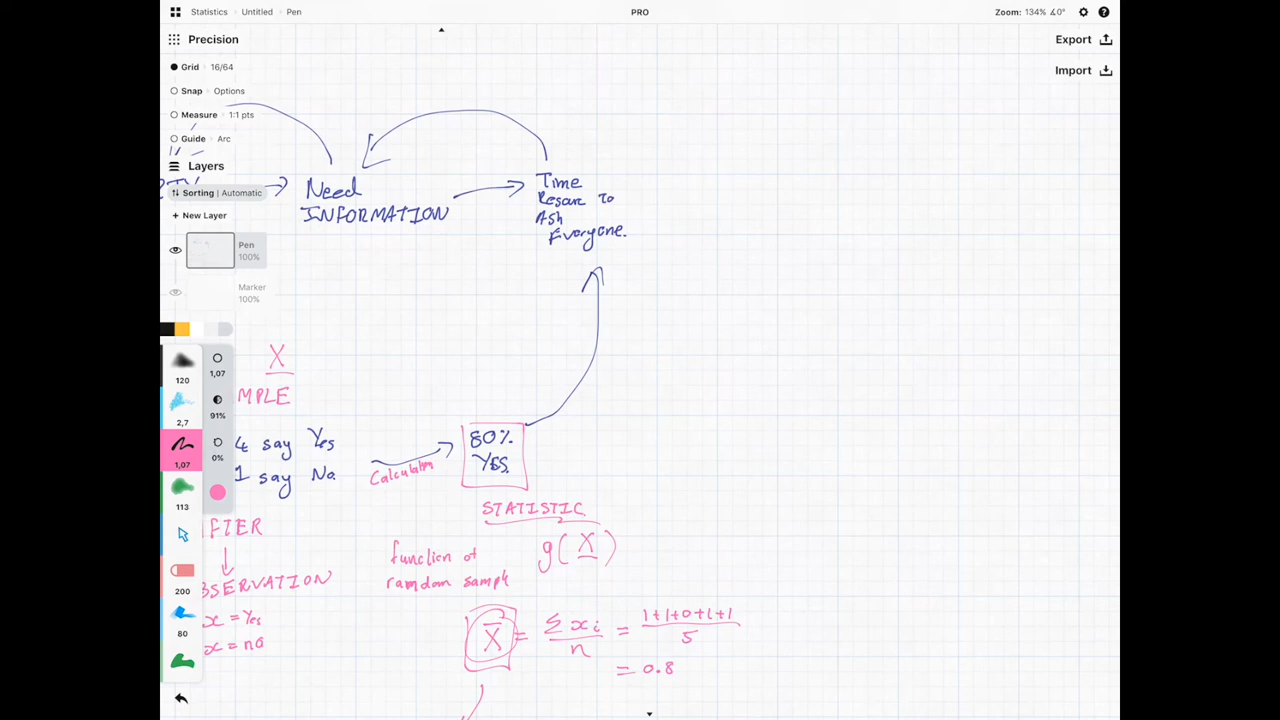 Statistics › Untitled › Pen
PRO
Zoom: 134% ∡0°
Precision
Export
Import
Grid › 16/64
Snap Options
Measure › 1:1 pts
Guide › Arc
Layers
Sorting | Automatic
+ New Layer
Pen
100%
Marker
100%
Need
INFORMATION
Time
Resourc to
Ash
Everyone.
120
2,7
1,07
113
200
80
1,07
91%
0%
X
MPLE
4 say Yes
1 say No
Calculation
80%
YES.
STATISTIC
g(X)
function of
ramdom sample
FTER
BSERVATION
x = Yes
x = no
X̄ = Σxi / n = 1+1+0+1+1 / 5
= 0.8